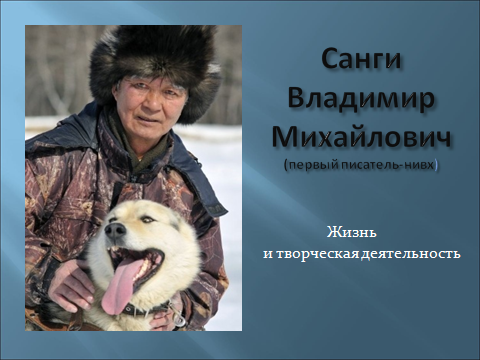 Санги
Владимир
Михайлович
(первый писатель-нивх)
Жизнь
и творческая деятельность